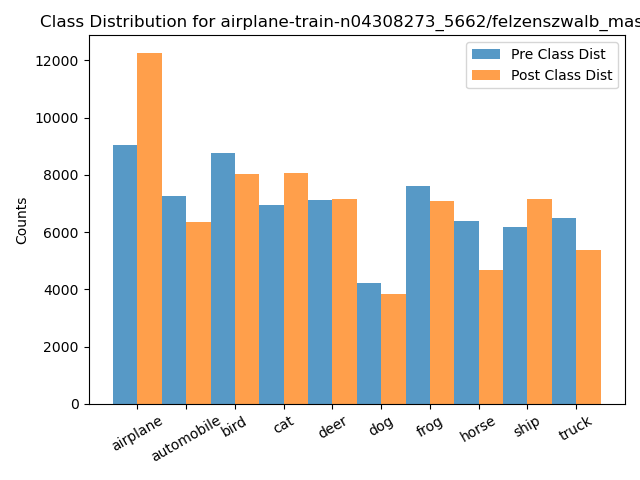 Class Distribution for airplane-train-n04308273_5662/felzenszwalb_mas
Pre Class Dist
Post Class Dist
Counts
12000
10000
8000
6000
4000
2000
0
airplane
automobile
bird
cat
deer
dog
frog
horse
ship
truck